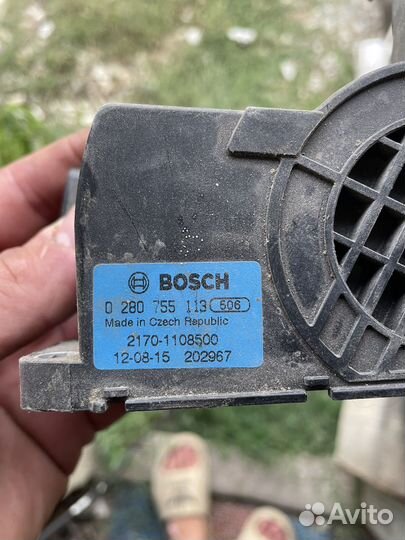 BOSCH
0 280 755 113 506
Made in Czech Republic
2170-1108500
12-08-15 202967
Avito